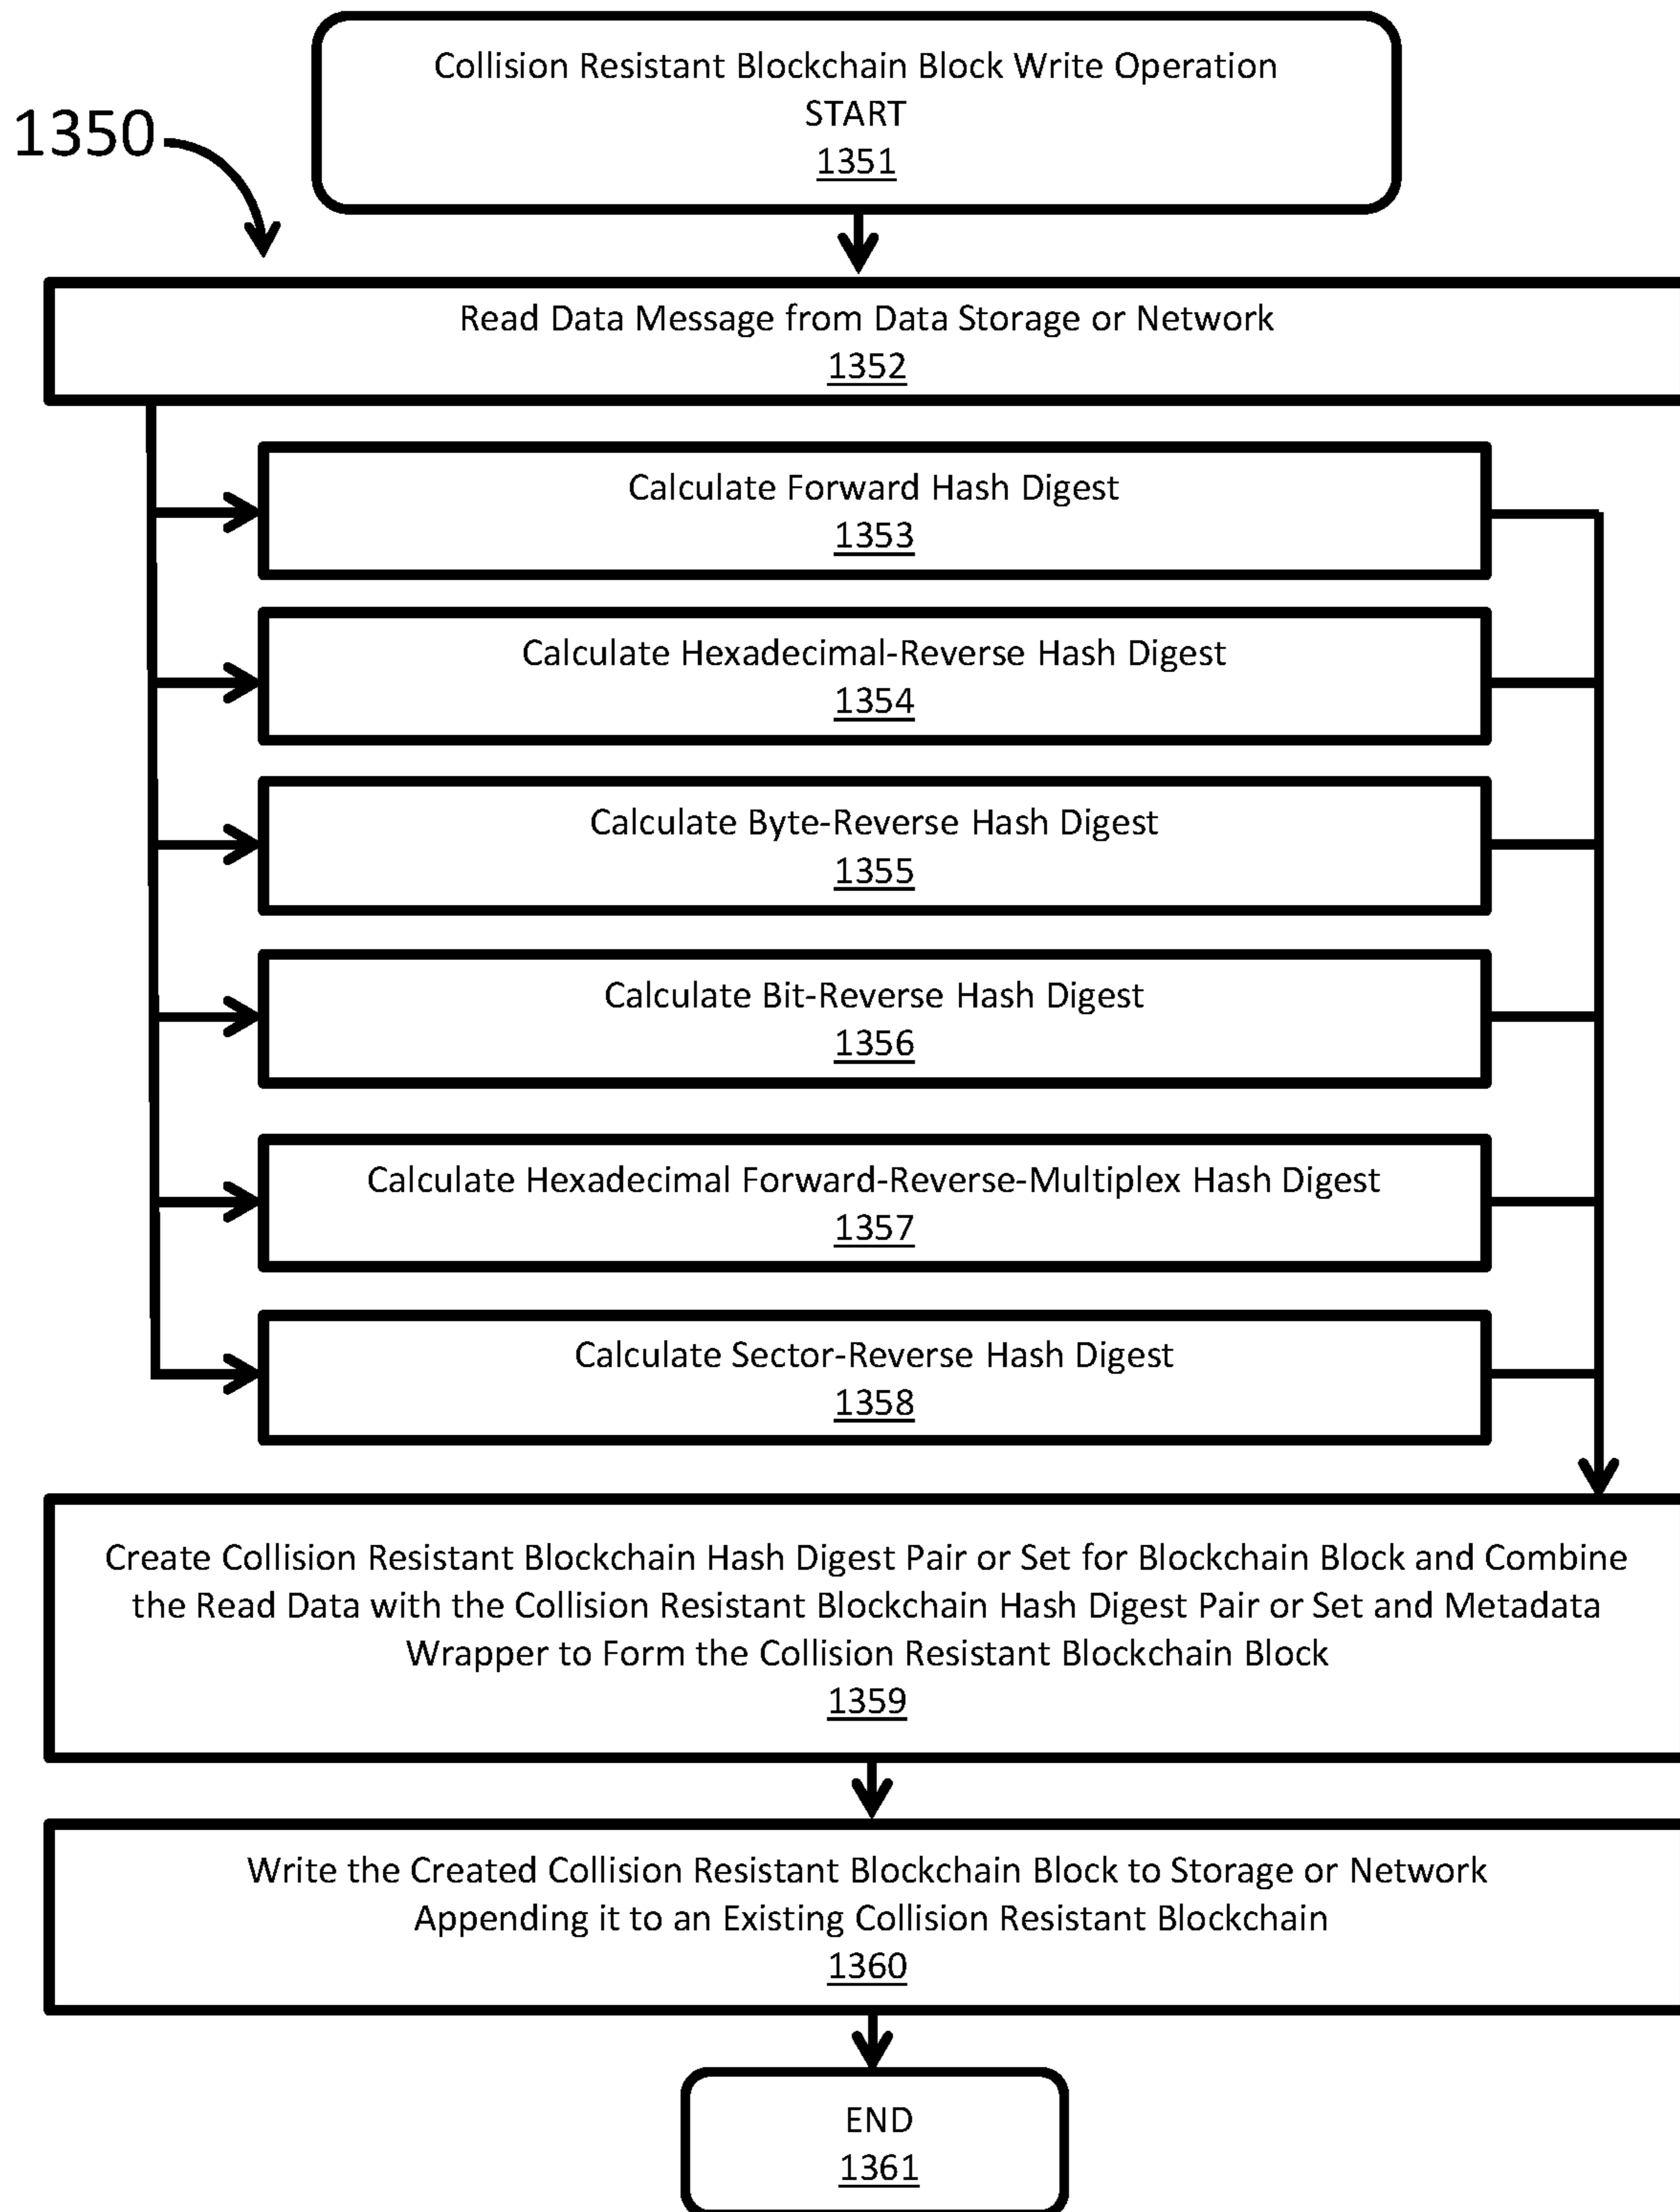 Collision Resistant Blockchain Block Write Operation
START
1351
1350
Read Data Message from Data Storage or Network
1352
Calculate Forward Hash Digest
1353
Calculate Hexadecimal-Reverse Hash Digest
1354
Calculate Byte-Reverse Hash Digest
1355
Calculate Bit-Reverse Hash Digest
1356
Calculate Hexadecimal Forward-Reverse-Multiplex Hash Digest
1357
Calculate Sector-Reverse Hash Digest
1358
Create Collision Resistant Blockchain Hash Digest Pair or Set for Blockchain Block and Combine
the Read Data with the Collision Resistant Blockchain Hash Digest Pair or Set and Metadata
Wrapper to Form the Collision Resistant Blockchain Block
1359
Write the Created Collision Resistant Blockchain Block to Storage or Network
Appending it to an Existing Collision Resistant Blockchain
1360
END
1361